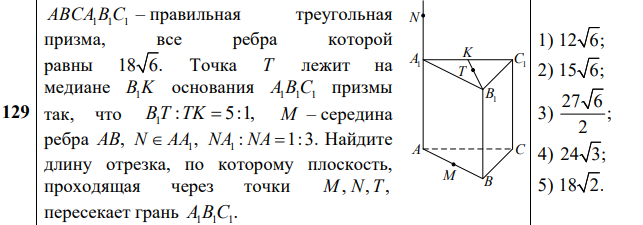 129
ABCA₁B₁C₁ – правильная треугольная
призма, все ребра которой
равны 18√6. Точка T лежит на
медиане B₁K основания A₁B₁C₁ призмы
так, что B₁T : TK = 5 : 1, M – середина
ребра AB, N ∈ AA₁, NA₁ : NA = 1 : 3. Найдите
длину отрезка, по которому плоскость,
проходящая через точки M, N, T,
пересекает грань A₁B₁C₁.
N
K
A₁
T
C₁
B₁
A
C
M
B
1) 12√6;
2) 15√6;
3) 27√6/2;
4) 24√3;
5) 18√2.